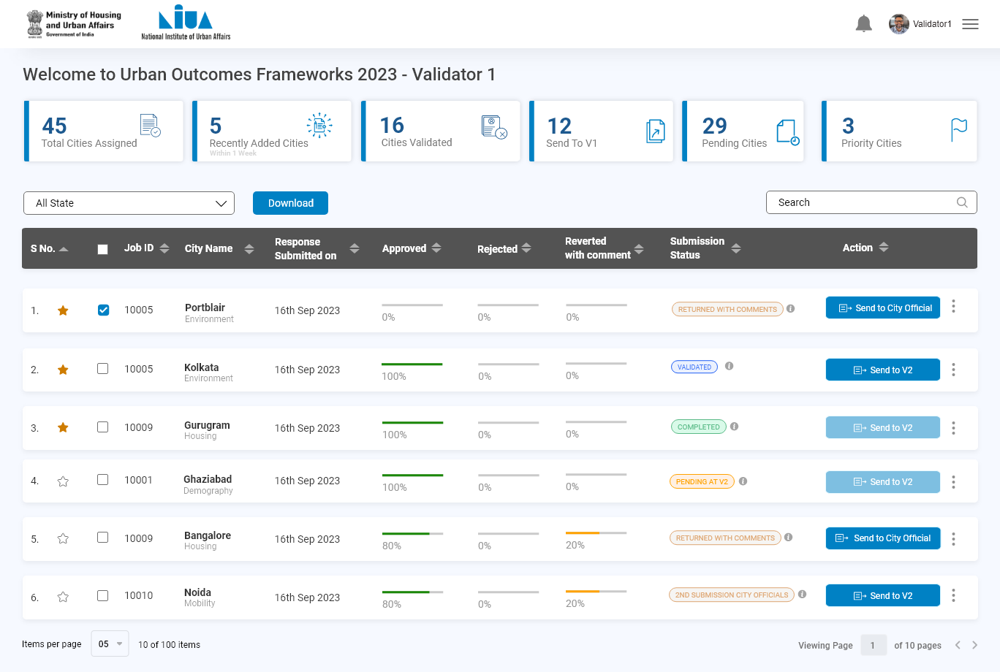 Ministry of Housing
and Urban Affairs
Government of India
NIUA
National Institute of Urban Affairs
Validator1
Welcome to Urban Outcomes Frameworks 2023 - Validator 1
45
Total Cities Assigned
5
Recently Added Cities
Within 1 Week
16
Cities Validated
12
Send To V1
29
Pending Cities
3
Priority Cities
All State
Download
Search
S No. Job ID City Name Response Submitted on Approved Rejected Reverted with comment Submission Status Action
1. 10005 Portblair 16th Sep 2023 RETURNED WITH COMMENTS Send to City Official
Environment 0% 0% 0%
2. 10005 Kolkata 16th Sep 2023 VALIDATED Send to V2
Environment 100% 0% 0%
3. 10009 Gurugram 16th Sep 2023 COMPLETED Send to V2
Housing 100% 0% 0%
4. 10001 Ghaziabad 16th Sep 2023 PENDING AT V2 Send to V2
Demography 100% 0% 0%
5. 10009 Bangalore 16th Sep 2023 RETURNED WITH COMMENTS Send to City Official
Housing 80% 0% 20%
6. 10010 Noida 16th Sep 2023 2ND SUBMISSION CITY OFFICIALS Send to V2
Mobility 80% 0% 20%
Items per page 05 10 of 100 items Viewing Page 1 of 10 pages